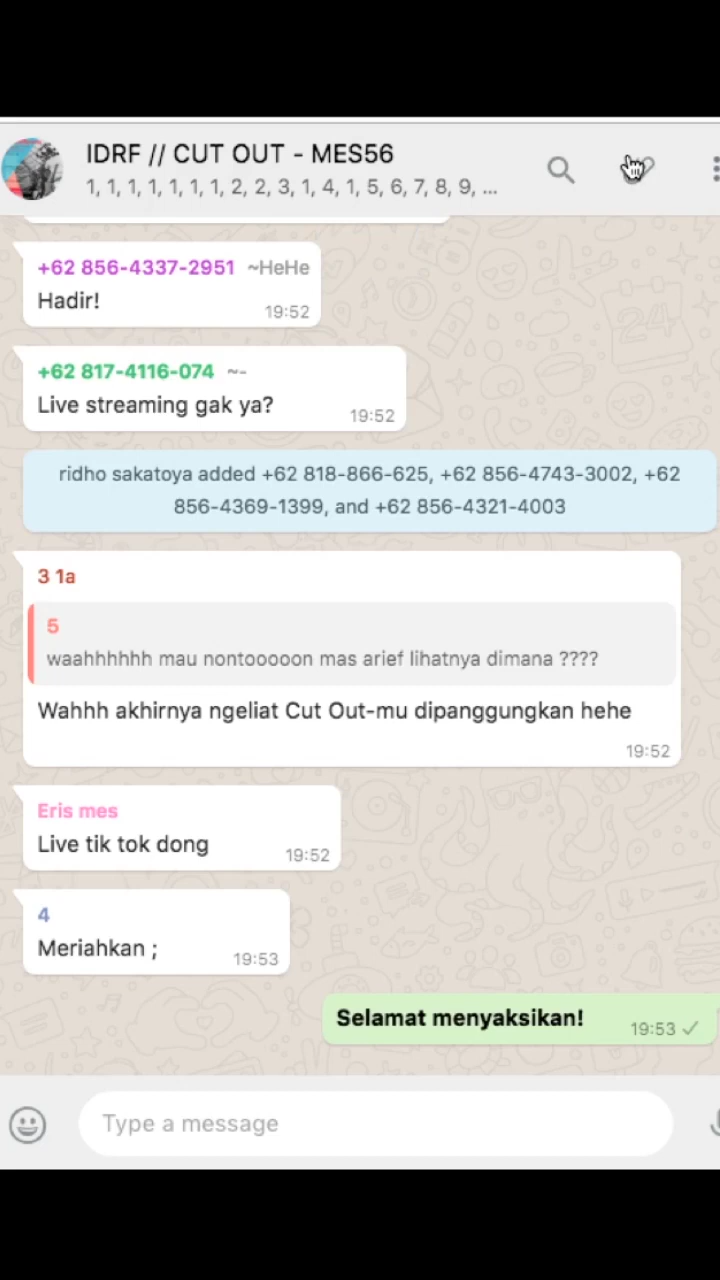 IDRF // CUT OUT - MES56
1, 1, 1, 1, 1, 1, 1, 2, 2, 3, 1, 4, 1, 5, 6, 7, 8, 9, ...
+62 856-4337-2951 ~HeHe
Hadir!
19:52
+62 817-4116-074 ~-
Live streaming gak ya?
19:52
ridho sakatoya added +62 818-866-625, +62 856-4743-3002, +62
856-4369-1399, and +62 856-4321-4003
3 1a
5
waahhhhhh mau nontooooon mas arief lihatnya dimana ????
Wahhh akhirnya ngeliat Cut Out-mu dipanggungkan hehe
19:52
Eris mes
Live tik tok dong
19:52
4
Meriahkan ;
19:53
Selamat menyaksikan!
19:53
Type a message